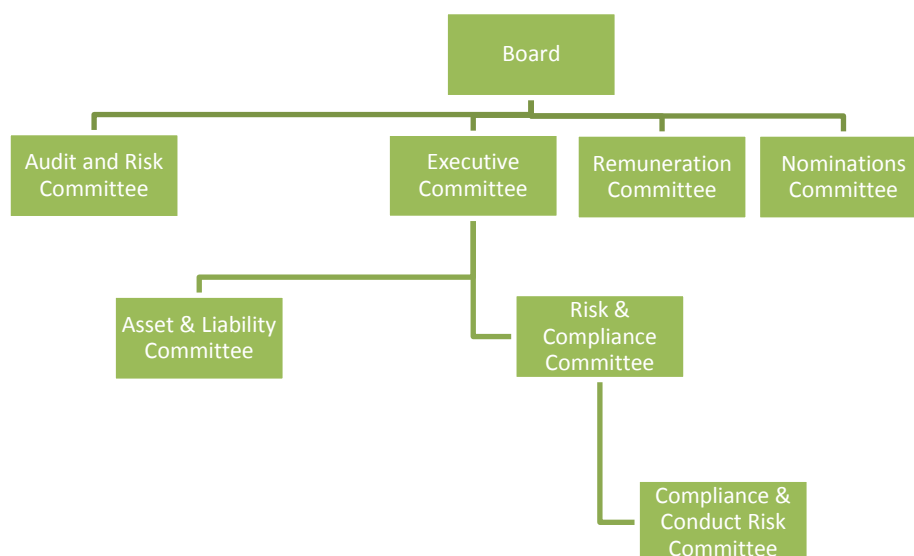 Board
Audit and Risk
Committee
Executive
Committee
Remuneration
Committee
Nominations
Committee
Asset & Liability
Committee
Risk &
Compliance
Committee
Compliance &
Conduct Risk
Committee